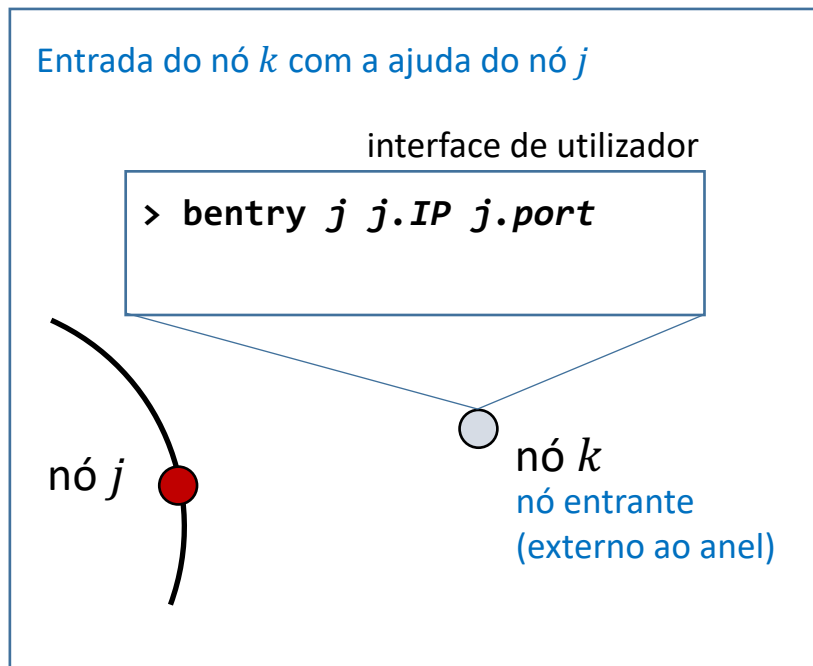 Entrada do nó k com a ajuda do nó j
interface de utilizador
> bentry j j.IP j.port
nó j
nó k
nó entrante
(externo ao anel)